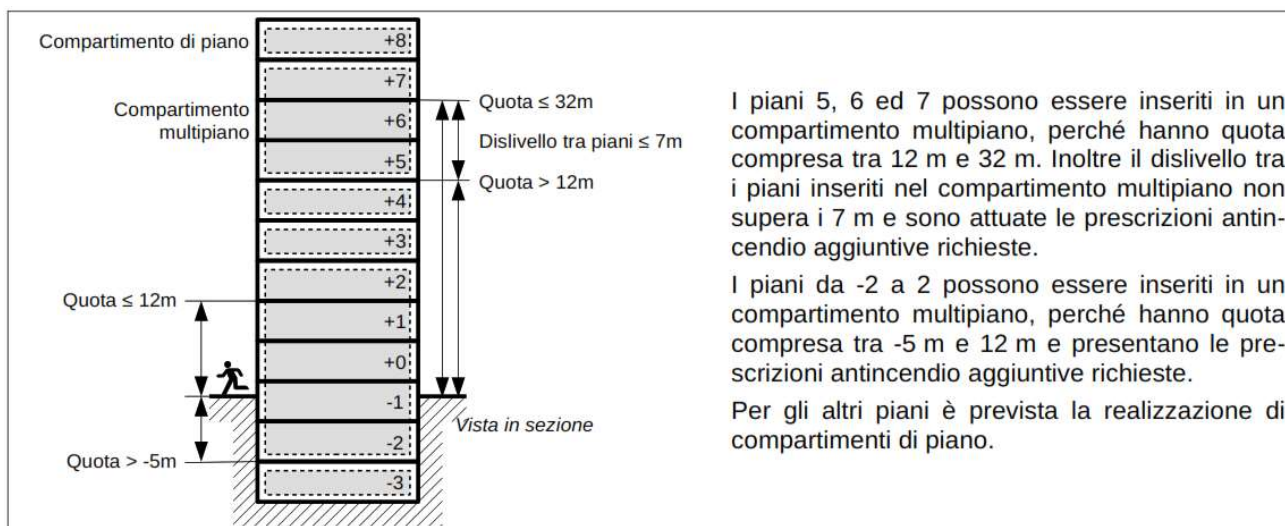 Compartimento di piano
Compartimento
multipiano
+8
+7
+6
+5
+4
+3
+2
+1
+0
-1
-2
-3
Quota ≤ 32m
Dislivello tra piani ≤ 7m
Quota > 12m
Quota ≤ 12m
Quota > -5m
Vista in sezione
I piani 5, 6 ed 7 possono essere inseriti in un
compartimento multipiano, perché hanno quota
compresa tra 12 m e 32 m. Inoltre il dislivello tra
i piani inseriti nel compartimento multipiano non
supera i 7 m e sono attuate le prescrizioni antin-
cendio aggiuntive richieste.
I piani da -2 a 2 possono essere inseriti in un
compartimento multipiano, perché hanno quota
compresa tra -5 m e 12 m e presentano le pre-
scrizioni antincendio aggiuntive richieste.
Per gli altri piani è prevista la realizzazione di
compartimenti di piano.